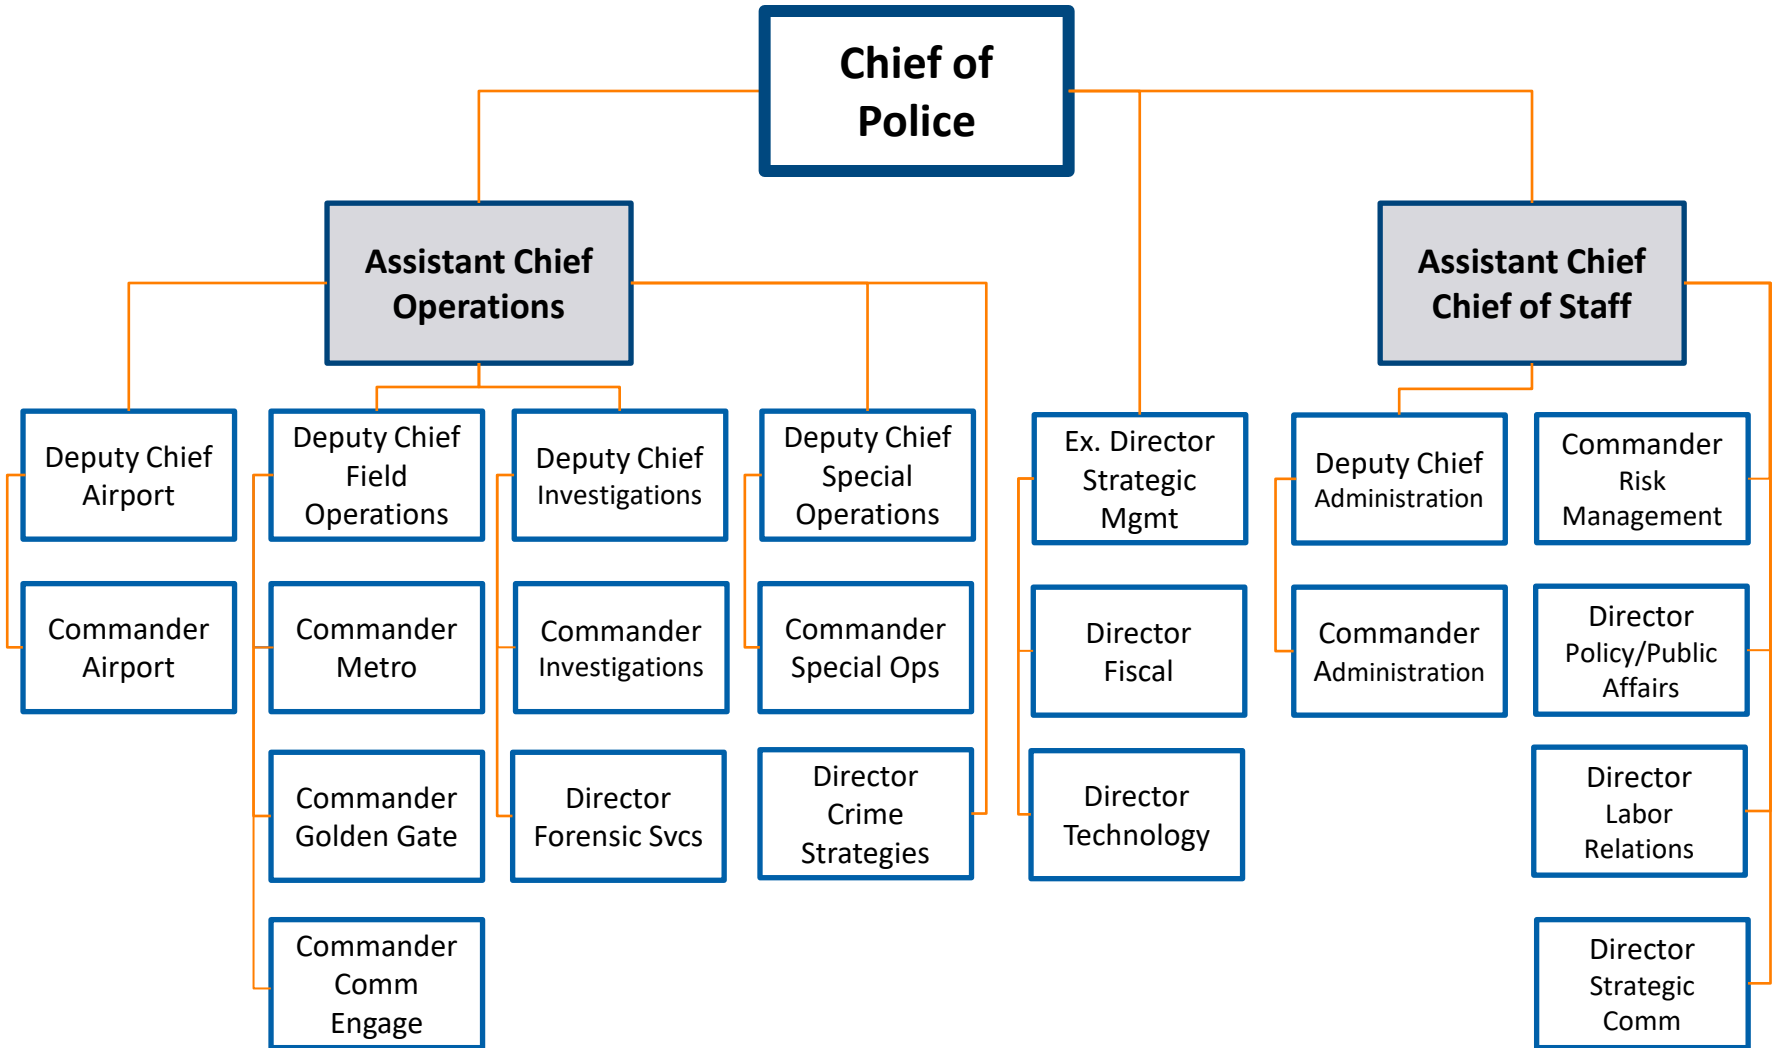 Chief of
Police
Assistant Chief
Operations
Assistant Chief
Chief of Staff
Deputy Chief
Airport
Deputy Chief
Field
Operations
Deputy Chief
Investigations
Deputy Chief
Special
Operations
Ex. Director
Strategic
Mgmt
Deputy Chief
Administration
Commander
Risk
Management
Commander
Airport
Commander
Metro
Commander
Investigations
Commander
Special Ops
Director
Fiscal
Commander
Administration
Director
Policy/Public
Affairs
Commander
Golden Gate
Director
Forensic Svcs
Director
Crime
Strategies
Director
Technology
Director
Labor
Relations
Commander
Comm
Engage
Director
Strategic
Comm